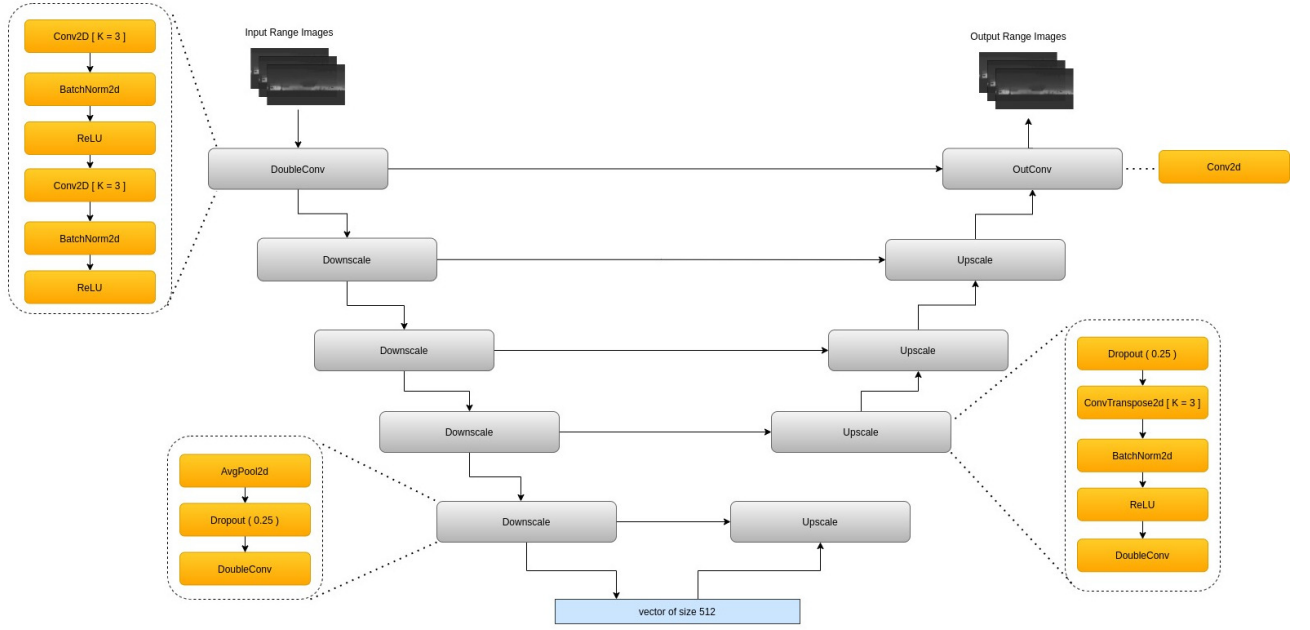 Input Range Images
Output Range Images
Conv2D [ K = 3 ]
BatchNorm2d
ReLU
Conv2D [ K = 3 ]
BatchNorm2d
ReLU
DoubleConv
OutConv
Conv2d
Downscale
Upscale
Downscale
Upscale
Downscale
Upscale
Dropout ( 0.25 )
ConvTranspose2d [ K = 3 ]
BatchNorm2d
ReLU
DoubleConv
AvgPool2d
Dropout ( 0.25 )
DoubleConv
Downscale
Upscale
vector of size 512